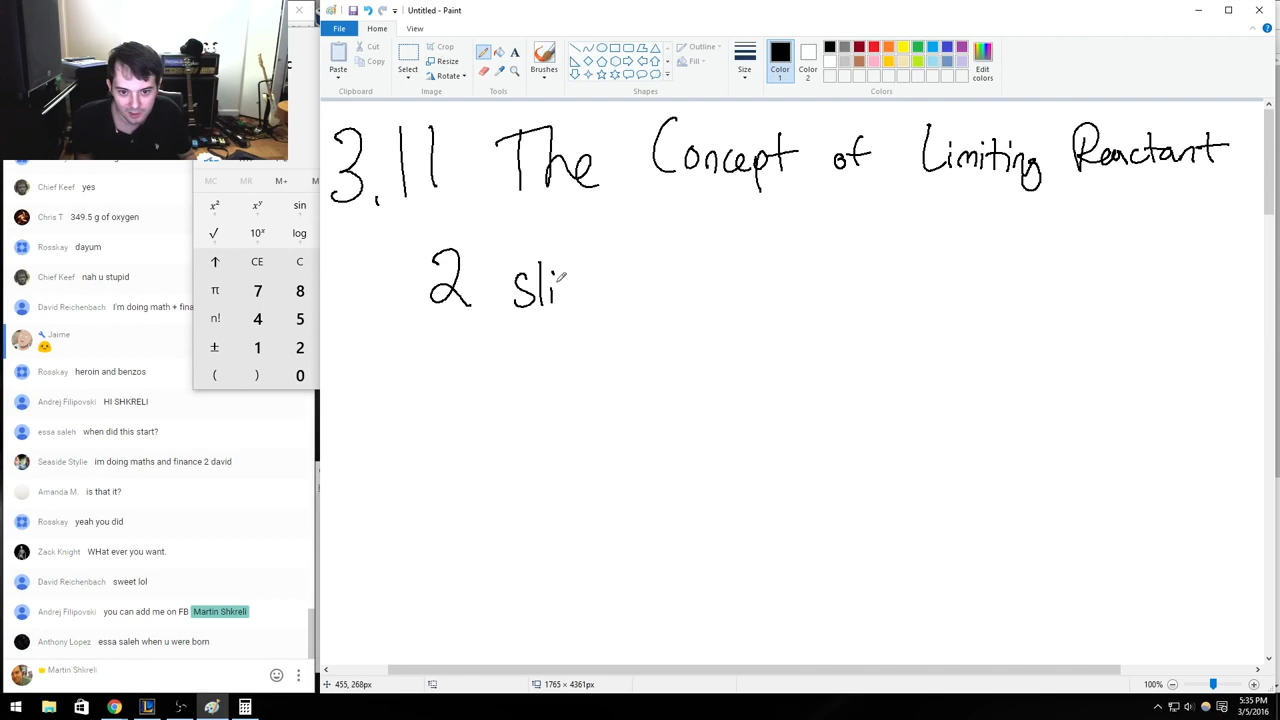 Untitled - Paint
File
Home
View
Cut
Copy
Paste
Clipboard
Crop
Resize
Rotate
Select
Image
Tools
Brushes
Shapes
Outline
Fill
Size
Color 1
Color 2
Edit colors
Colors
3.11 The Concept of Limiting Reactant
2 sli
Chief Keef yes
Chris T 349.5 g of oxygen
Rosskay dayum
Chief Keef nah u stupid
David Reichenbach I'm doing math + fina
Jaime
Rosskay heroin and benzos
Andrej Filipovski HI SHKRELI
essa saleh when did this start?
Seaside Stylie im doing maths and finance 2 david
Amanda M. is that it?
Rosskay yeah you did
Zack Knight WHat ever you want.
David Reichenbach sweet lol
Andrej Filipovski you can add me on FB Martin Shkreli
Anthony Lopez essa saleh when u were born
Martin Shkreli
MC MR M+ M
x² xʸ sin
√ 10ˣ log
↑ CE C
π 7 8
n! 4 5
± 1 2
( ) 0
455, 268px
1765 × 4361px
100%
5:35 PM
3/5/2016